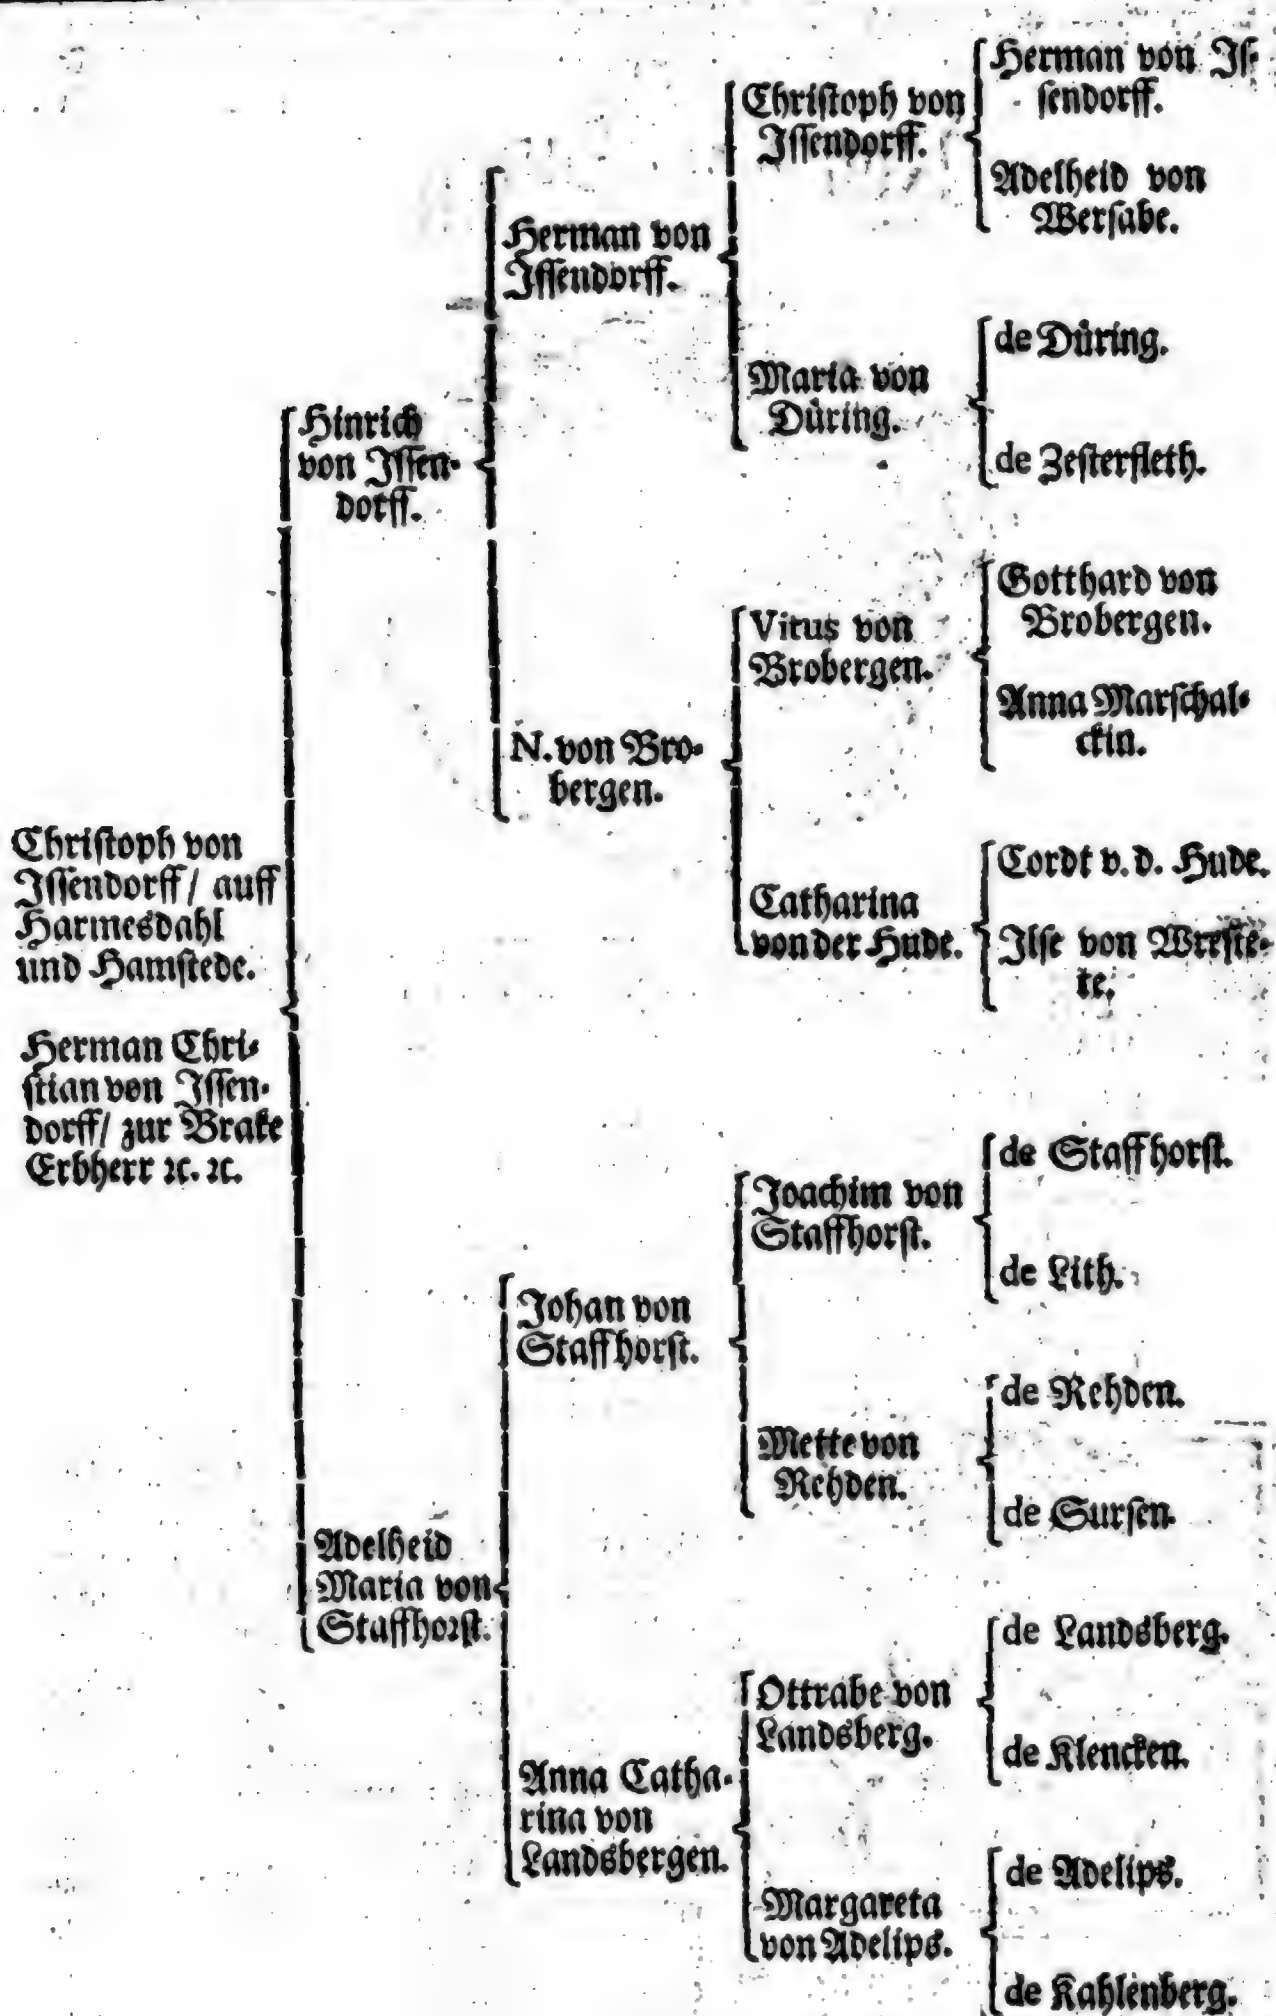 Christoph von
Issendorff / auff
Harmesdahl
und Hamstede.
Herman Chri-
stian von Issen-
dorff / zur Brake
Erbherr ꝛc. ꝛc.
Hinrich
von Issen-
dorff.
Adelheid
Maria von
Staffhorst.
Herman von
Issendorff.
N. von Bro-
bergen.
Johan von
Staffhorst.
Anna Catha-
rina von
Landsbergen.
Christoph von
Issendorff.
Maria von
Düring.
Vitus von
Brobergen.
Catharina
von der Hude.
Joachim von
Staffhorst.
Mette von
Rehden.
Ottrabe von
Landsberg.
Margareta
von Adelips.
Herman von Is-
sendorff.
Adelheid von
Wersabe.
de Düring.
de Zesterfleth.
Gotthard von
Brobergen.
Anna Marschal-
ckin.
Cordt v. d. Hude.
Ilse von Wreste-
te.
de Staffhorst.
de Lith.
de Rehden.
de Sursen.
de Landsberg.
de Klencken.
de Adelips.
de Kahlenberg.